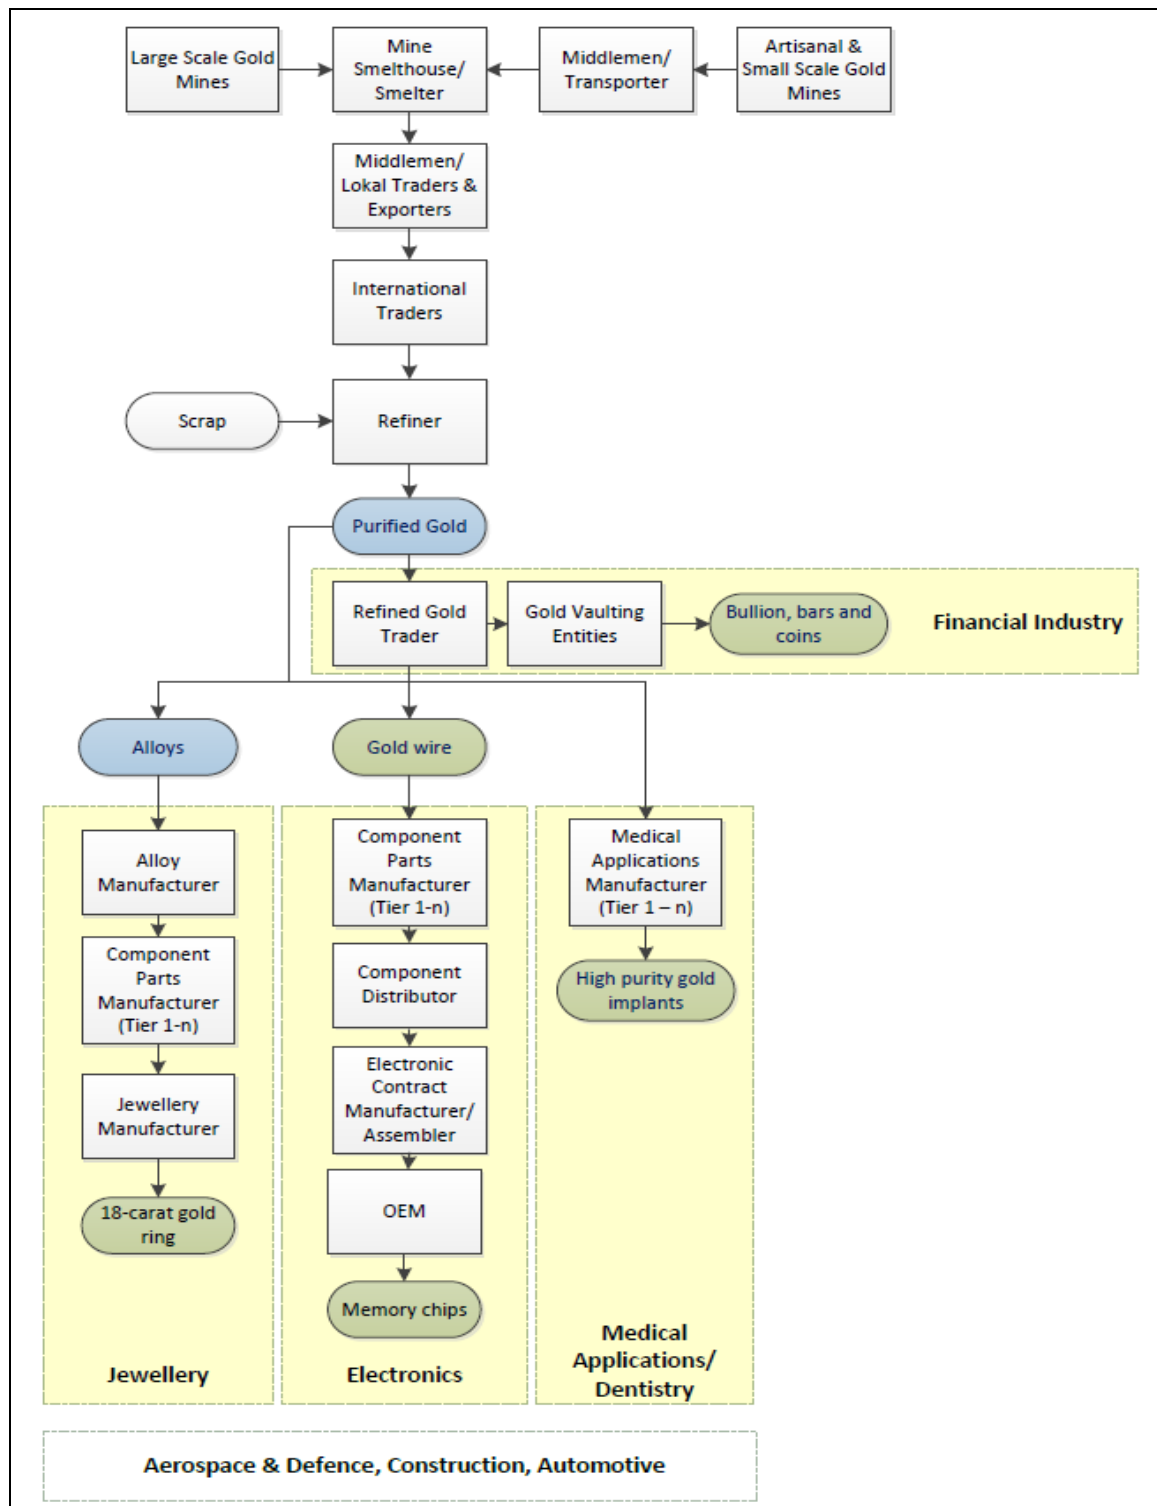 Large Scale Gold
Mines
Mine
Smelthouse/
Smelter
Middlemen/
Transporter
Artisanal &
Small Scale Gold
Mines
Middlemen/
Lokal Traders &
Exporters
International
Traders
Scrap
Refiner
Purified Gold
Refined Gold
Trader
Gold Vaulting
Entities
Bullion, bars and
coins
Financial Industry
Alloys
Gold wire
Alloy
Manufacturer
Component
Parts
Manufacturer
(Tier 1-n)
Jewellery
Manufacturer
18-carat gold
ring
Jewellery
Component
Parts
Manufacturer
(Tier 1-n)
Component
Distributor
Electronic
Contract
Manufacturer/
Assembler
OEM
Memory chips
Electronics
Medical
Applications
Manufacturer
(Tier 1 – n)
High purity gold
implants
Medical
Applications/
Dentistry
Aerospace & Defence, Construction, Automotive